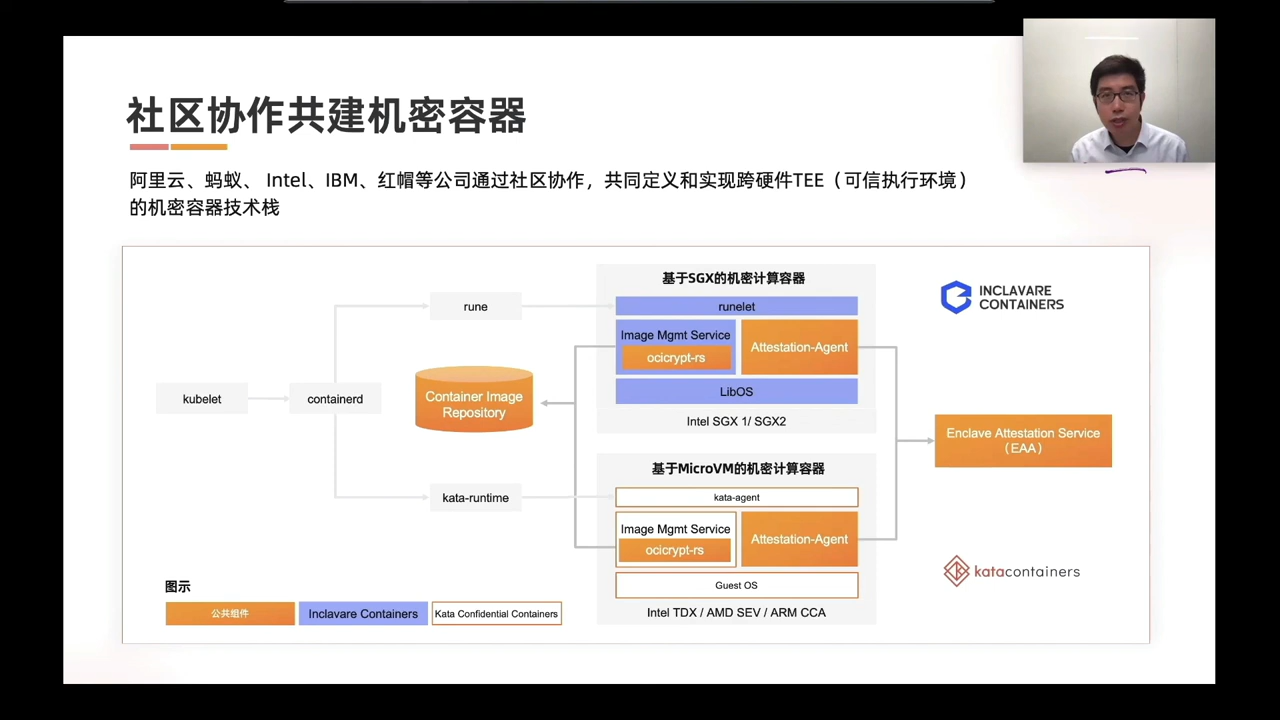 社区协作共建机密容器
阿里云、蚂蚁、 Intel、IBM、红帽等公司通过社区协作，共同定义和实现跨硬件TEE（可信执行环境）
的机密容器技术栈
基于SGX的机密计算容器
rune
runelet
INCLAVARE
CONTAINERS
Image Mgmt Service
ocicrypt-rs
Attestation-Agent
kubelet
containerd
Container Image
Repository
LibOS
Intel SGX 1/ SGX2
Enclave Attestation Service
（EAA）
基于MicroVM的机密计算容器
kata-runtime
kata-agent
Image Mgmt Service
ocicrypt-rs
Attestation-Agent
Guest OS
katacontainers
Intel TDX / AMD SEV / ARM CCA
图示
公共组件
Inclavare Containers
Kata Confidential Containers